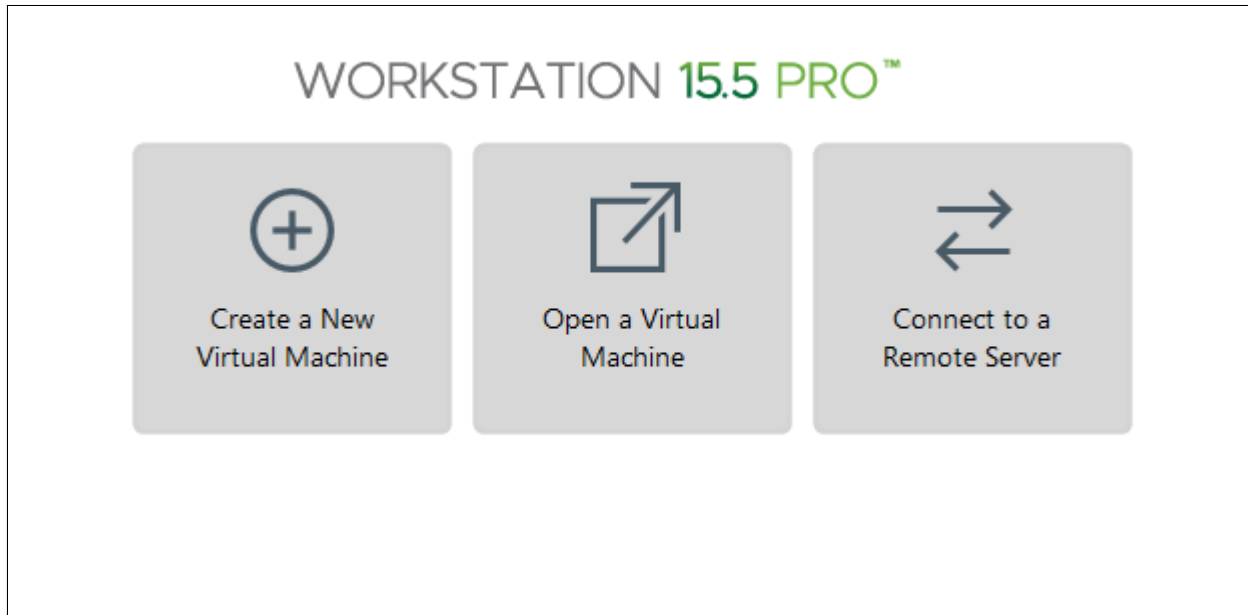 WORKSTATION 15.5 PRO™
Create a New
Virtual Machine
Open a Virtual
Machine
Connect to a
Remote Server